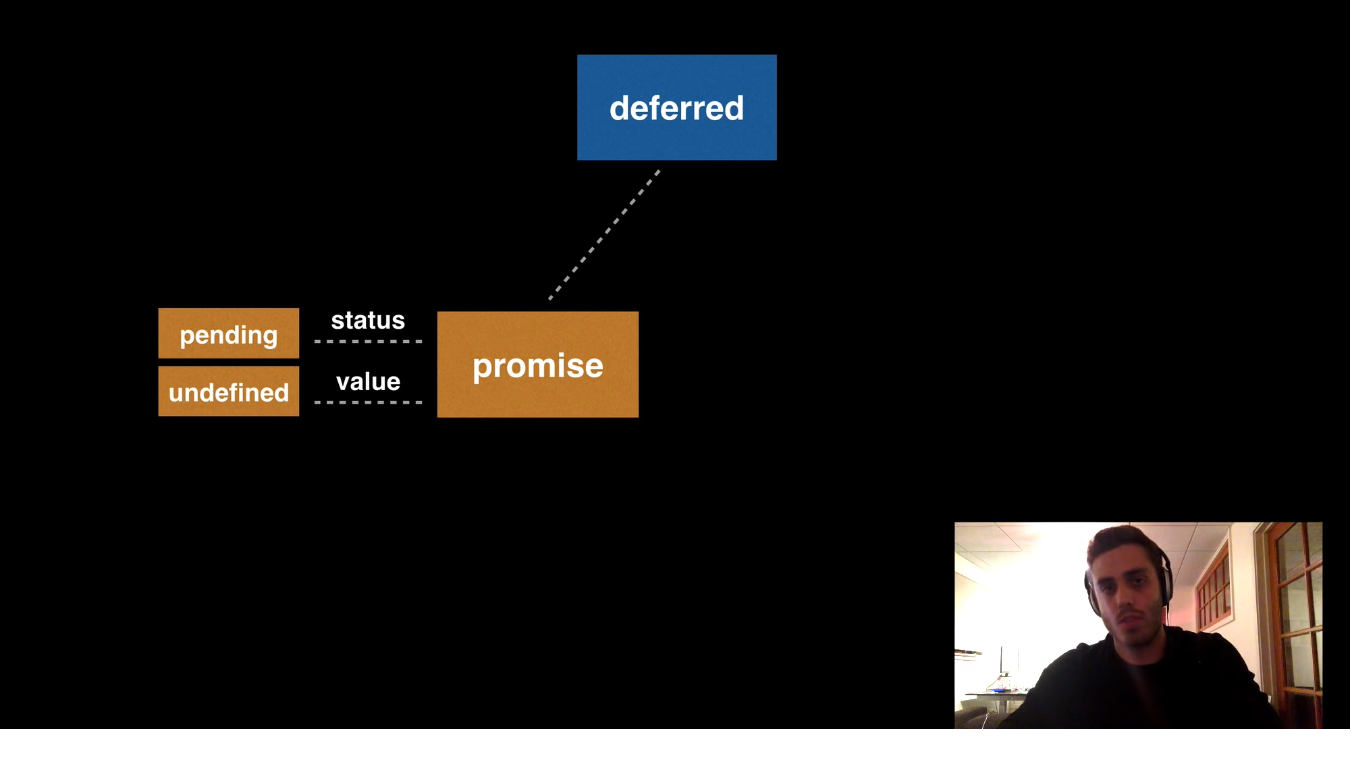 deferred
pending
status
promise
undefined
value